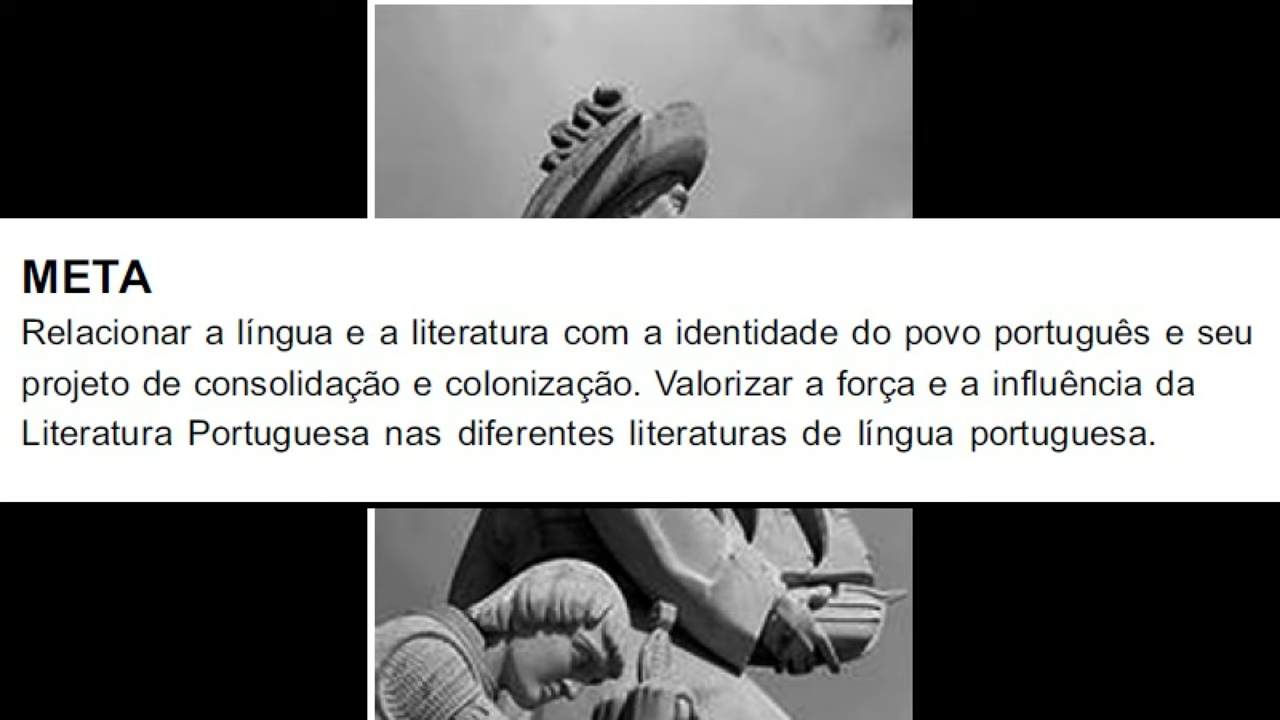 META
Relacionar a língua e a literatura com a identidade do povo português e seu
projeto de consolidação e colonização. Valorizar a força e a influência da
Literatura Portuguesa nas diferentes literaturas de língua portuguesa.